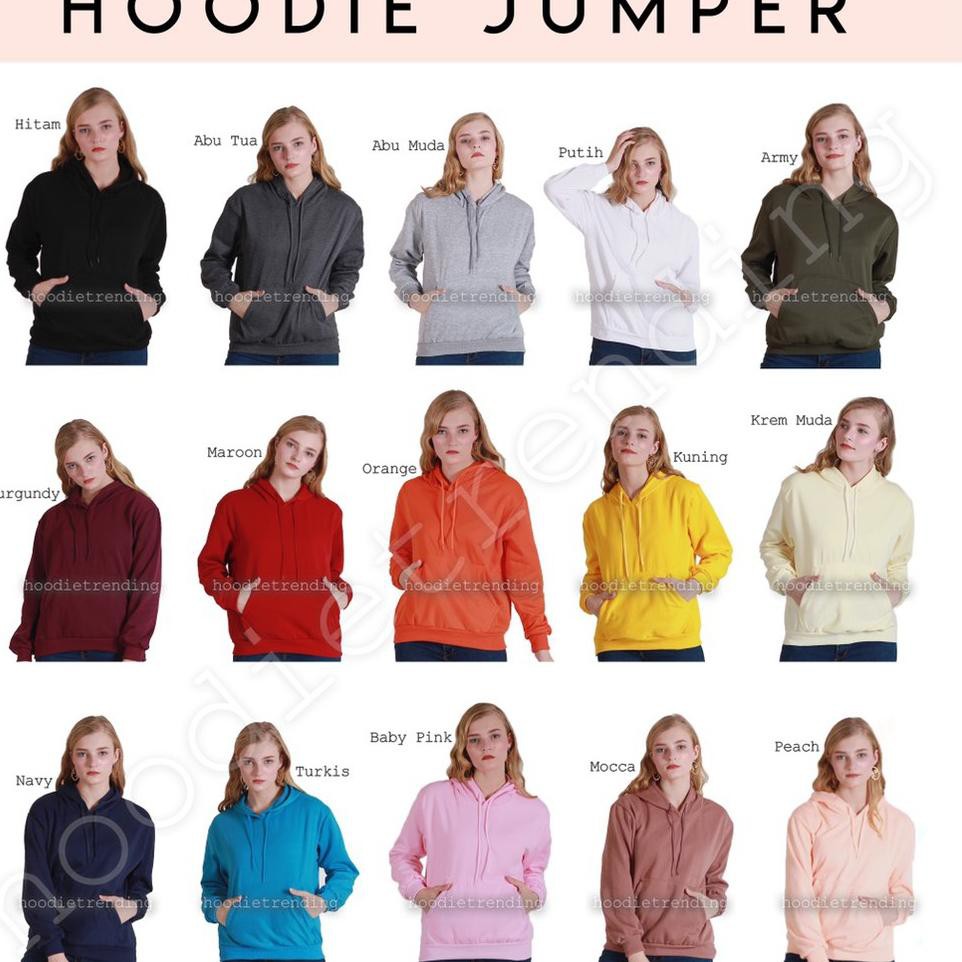 HOODIE JUMPER
Hitam
Abu Tua
Abu Muda
Putih
Army
hoodietrending
hoodietrending
hoodietrending
hoodietrending
hoodietrending
urgundy
Maroon
Orange
Kuning
Krem Muda
hoodietrending
hoodietrending
hoodietrending
hoodietrending
hoodietrending
Navy
Turkis
Baby Pink
Mocca
Peach
hoodietrending
hoodietrending
hoodietrending
hoodietrending
hoodietrending
hoodietrending